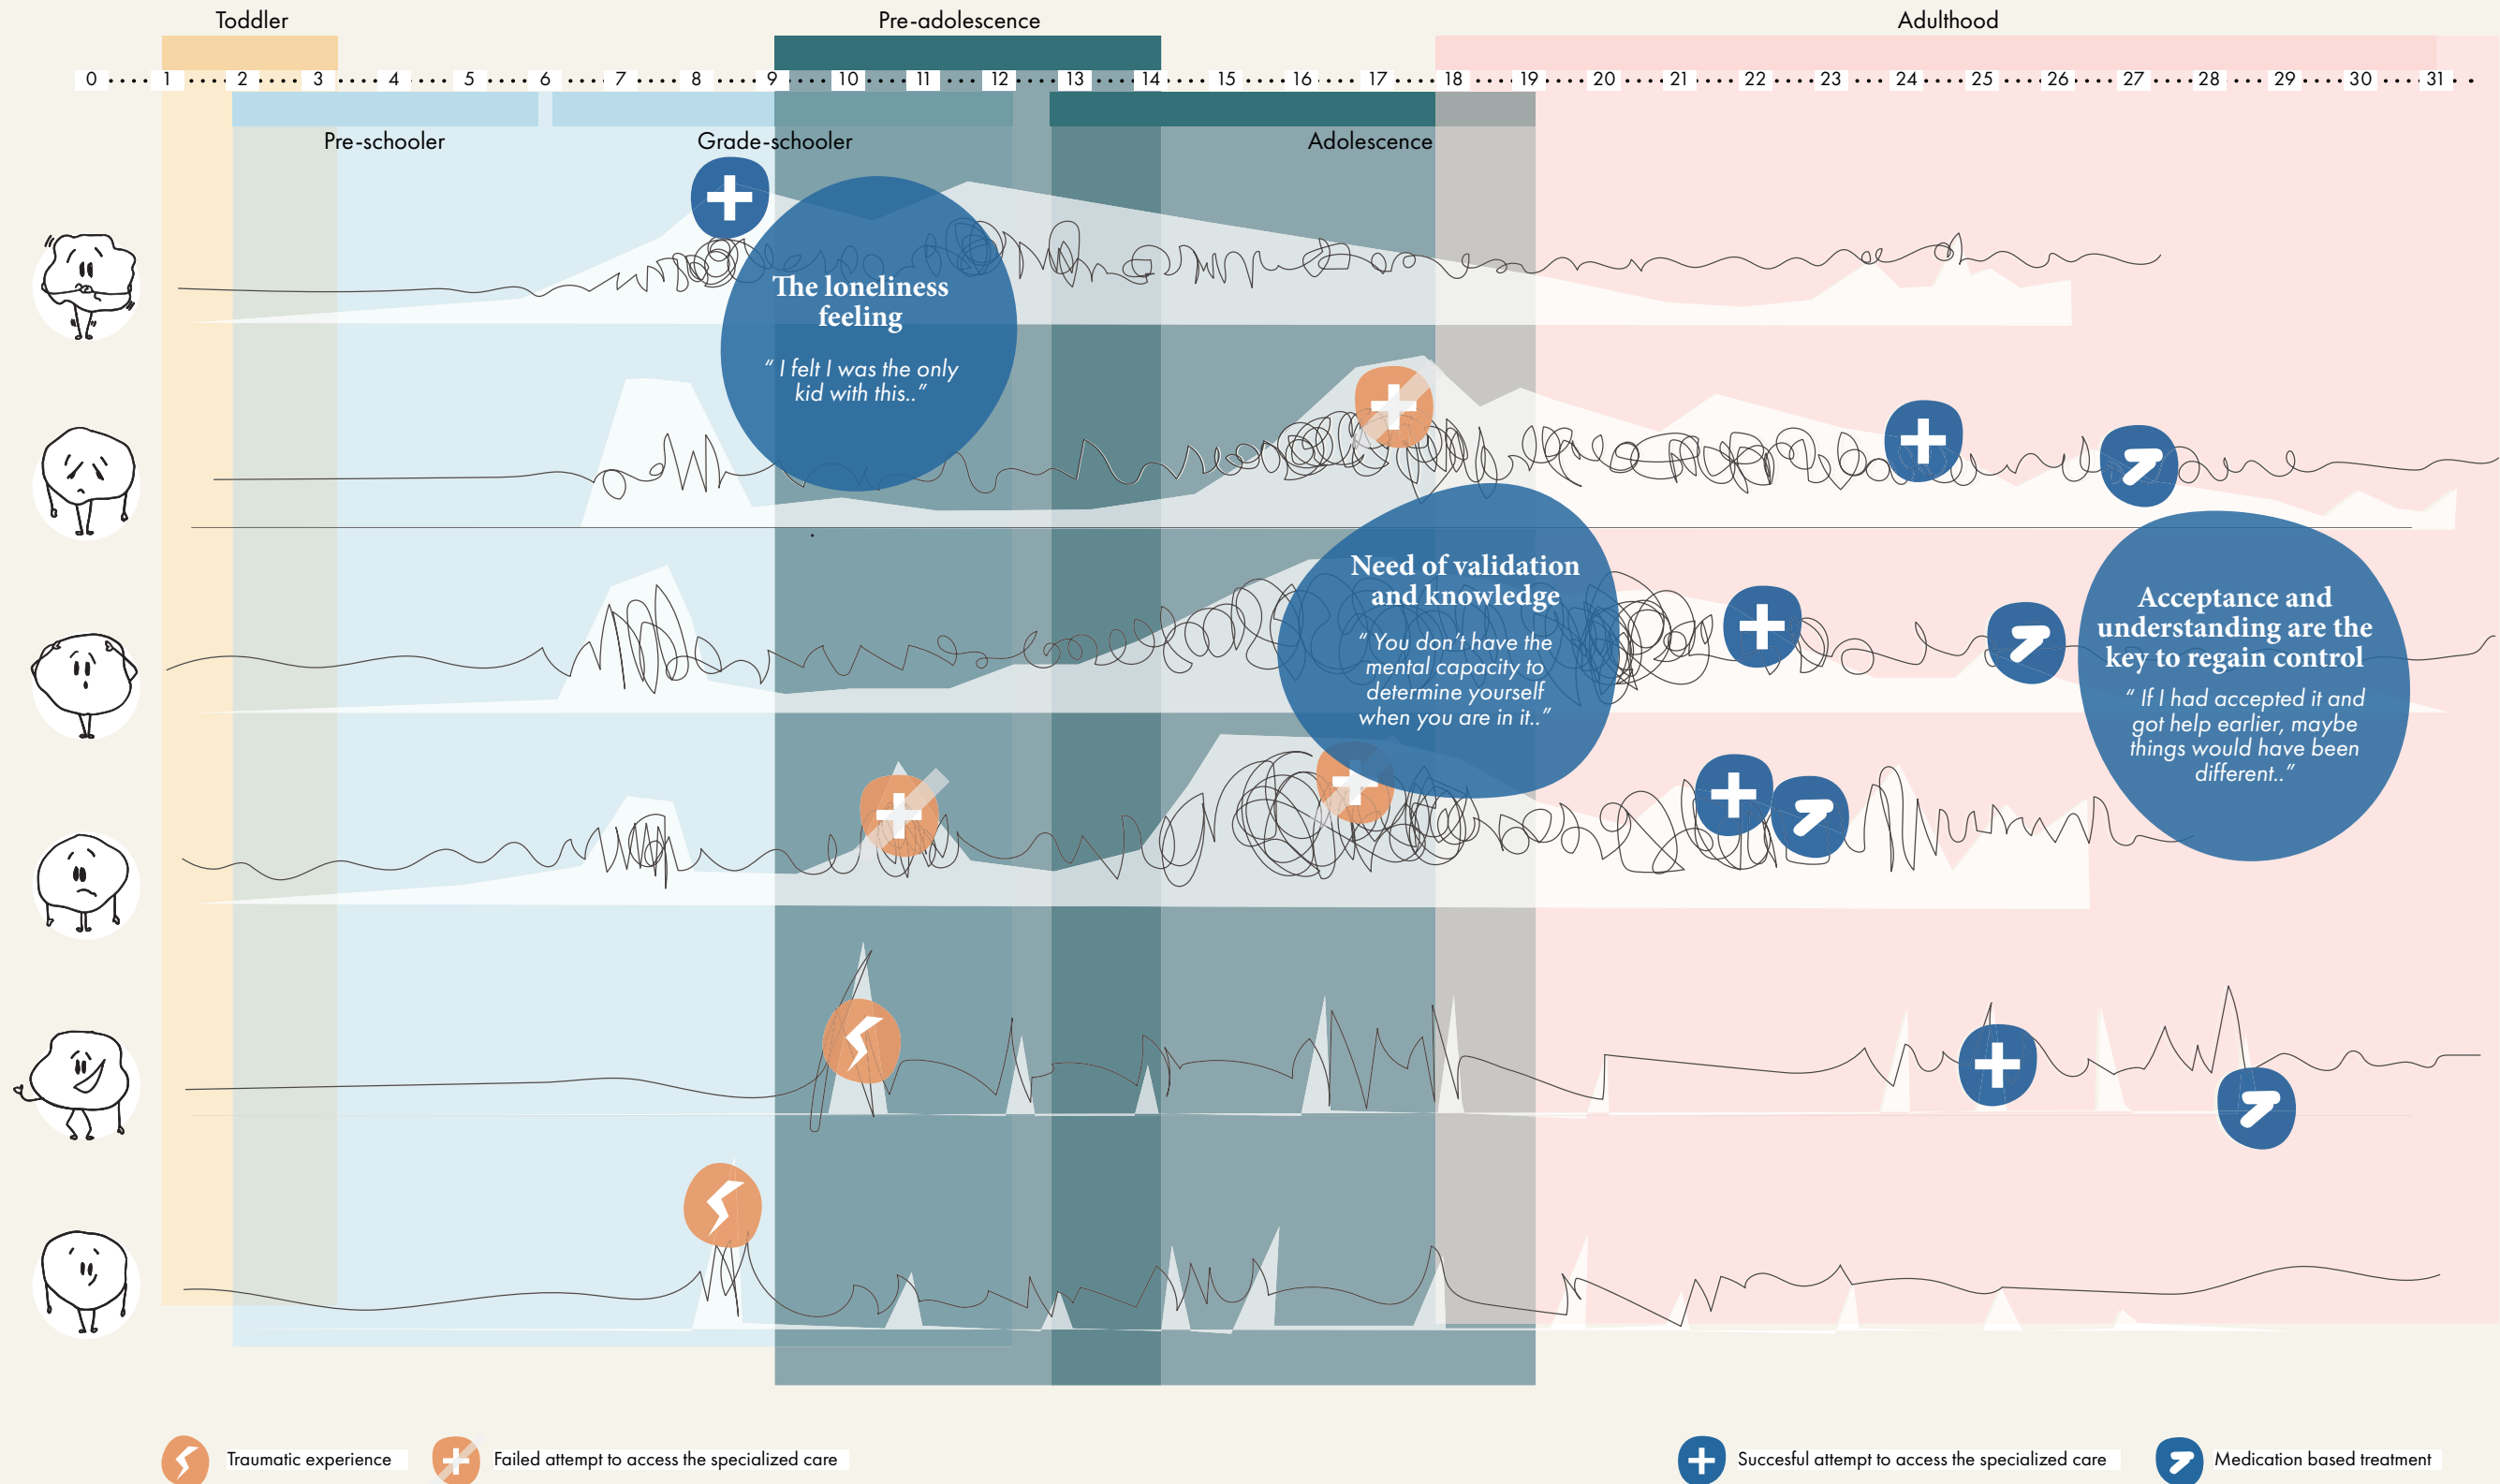 Toddler
Pre-adolescence
Adulthood
0 1 2 3 4 5 6 7 8 9 10 11 12 13 14 15 16 17 18 19 20 21 22 23 24 25 26 27 28 29 30 31
Pre-schooler
Grade-schooler
Adolescence
The loneliness
feeling
“ I felt I was the only
kid with this..”
Need of validation
and knowledge
“ You don’t have the
mental capacity to
determine yourself
when you are in it..”
Acceptance and
understanding are the
key to regain control
“ If I had accepted it and
got help earlier, maybe
things would have been
different..”
Traumatic experience
Failed attempt to access the specialized care
Succesful attempt to access the specialized care
Medication based treatment